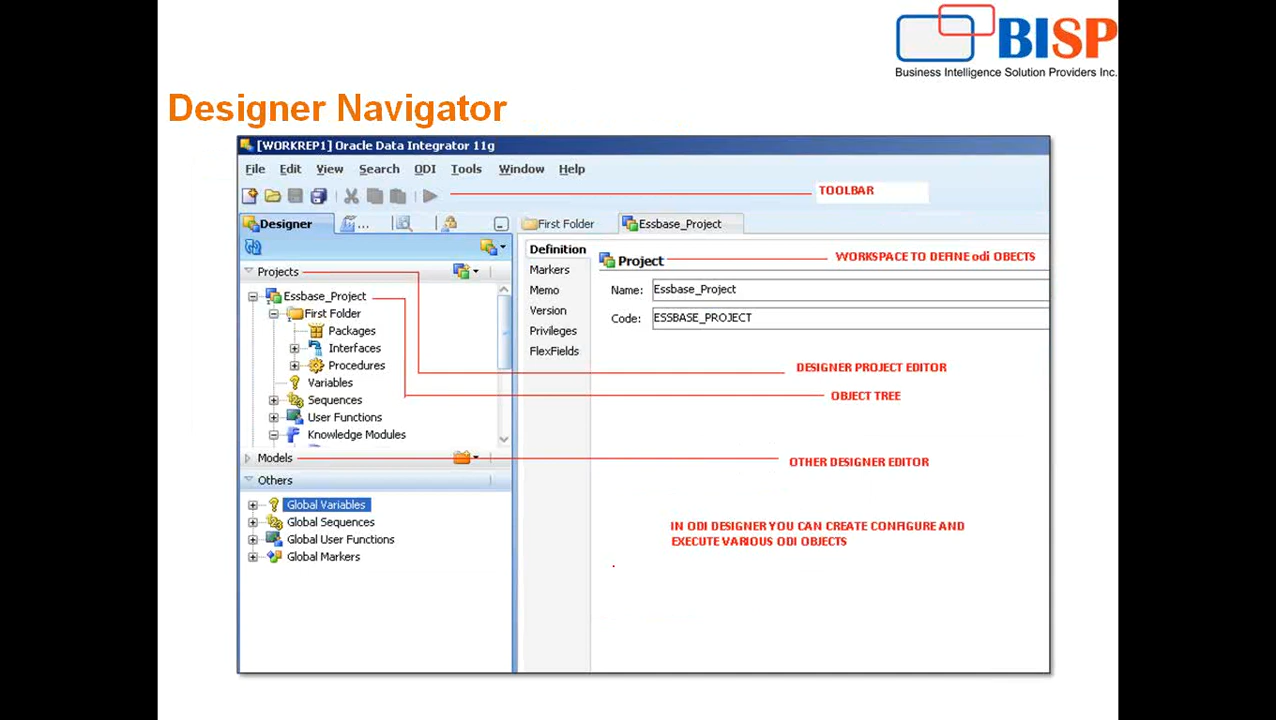 BISP
Business Intelligence Solution Providers Inc.
Designer Navigator
[WORKREP1] Oracle Data Integrator 11g
File Edit View Search ODI Tools Window Help
TOOLBAR
Designer ... First Folder Essbase_Project
Definition
Project
WORKSPACE TO DEFINE odi OBECTS
Projects
Markers
Memo
Name: Essbase_Project
Essbase_Project
First Folder
Version
Code: ESSBASE_PROJECT
Packages
Privileges
Interfaces
FlexFields
Procedures
DESIGNER PROJECT EDITOR
Variables
Sequences
OBJECT TREE
User Functions
Knowledge Modules
Models
OTHER DESIGNER EDITOR
Others
Global Variables
Global Sequences
Global User Functions
Global Markers
IN ODI DESIGNER YOU CAN CREATE CONFIGURE AND
EXECUTE VARIOUS ODI OBJECTS